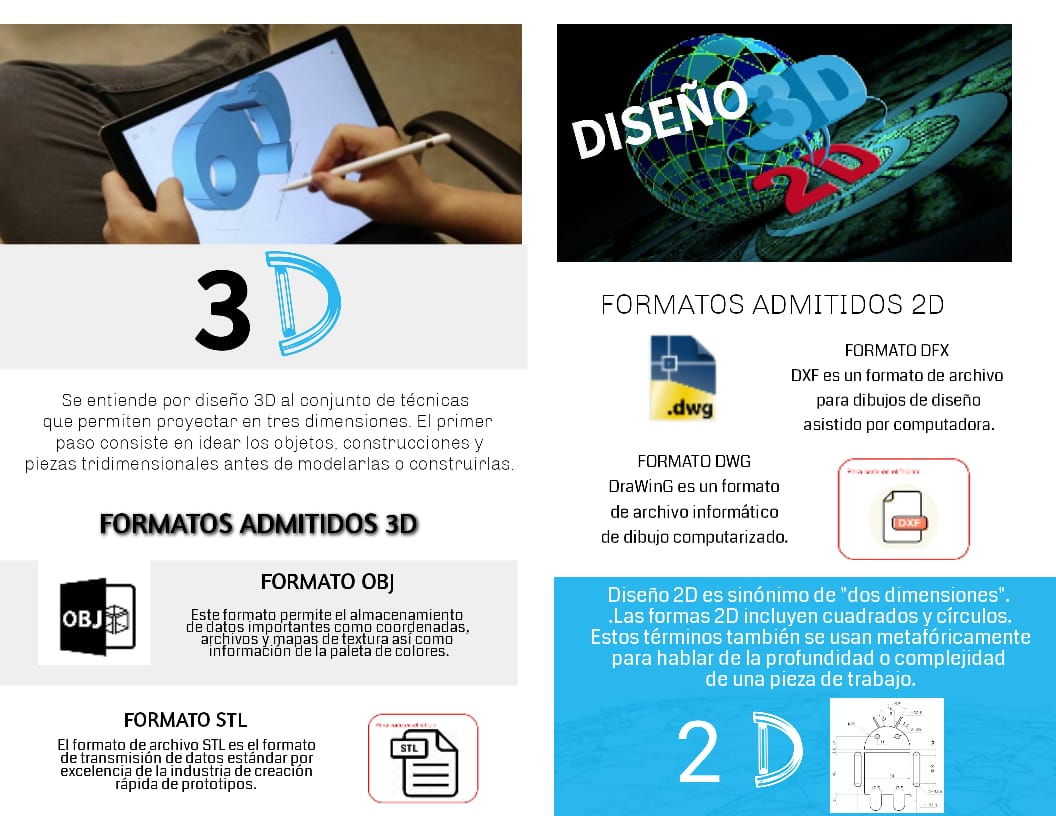 3D
Se entiende por diseño 3D al conjunto de técnicas
que permiten proyectar en tres dimensiones. El primer
paso consiste en idear los objetos, construcciones y
piezas tridimensionales antes de modelarlas o construirlas.
FORMATOS ADMITIDOS 3D
OBJ
FORMATO OBJ
Este formato permite el almacenamiento
de datos importantes como coordenadas,
archivos y mapas de textura así como
información de la paleta de colores.
FORMATO STL
El formato de archivo STL es el formato
de transmisión de datos estándar por
excelencia de la industria de creación
rápida de prototipos.
STL
DISEÑO 3D
2D
FORMATOS ADMITIDOS 2D
.dwg
FORMATO DFX
DXF es un formato de archivo
para dibujos de diseño
asistido por computadora.
FORMATO DWG
DraWinG es un formato
de archivo informático
de dibujo computarizado.
DXF
Diseño 2D es sinónimo de "dos dimensiones".
.Las formas 2D incluyen cuadrados y círculos.
Estos términos también se usan metafóricamente
para hablar de la profundidad o complejidad
de una pieza de trabajo.
2D